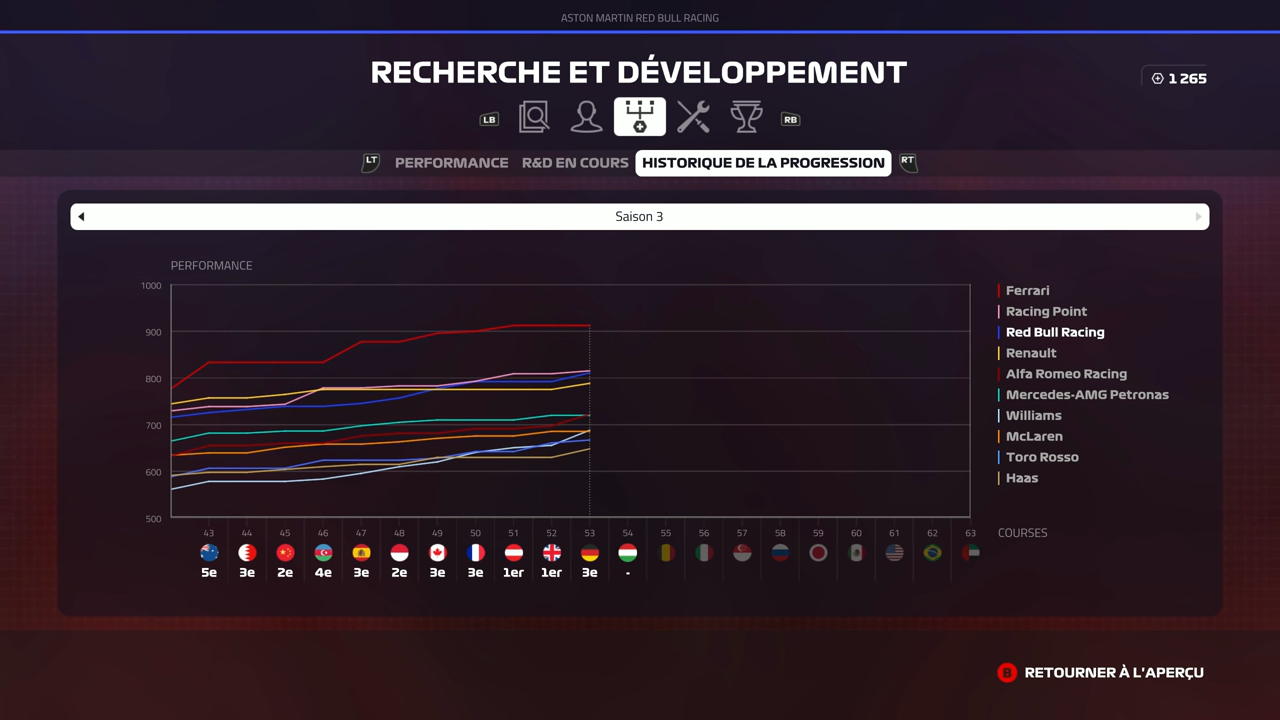 ASTON MARTIN RED BULL RACING
RECHERCHE ET DÉVELOPPEMENT
1 265
LB
RB
LT
PERFORMANCE
R&D EN COURS
HISTORIQUE DE LA PROGRESSION
RT
Saison 3
PERFORMANCE
1000
900
800
700
600
500
Ferrari
Racing Point
Red Bull Racing
Renault
Alfa Romeo Racing
Mercedes-AMG Petronas
Williams
McLaren
Toro Rosso
Haas
43 44 45 46 47 48 49 50 51 52 53 54 55 56 57 58 59 60 61 62 63
COURSES
5e 3e 2e 4e 3e 2e 3e 3e 1er 1er 3e -
B RETOURNER À L'APERÇU